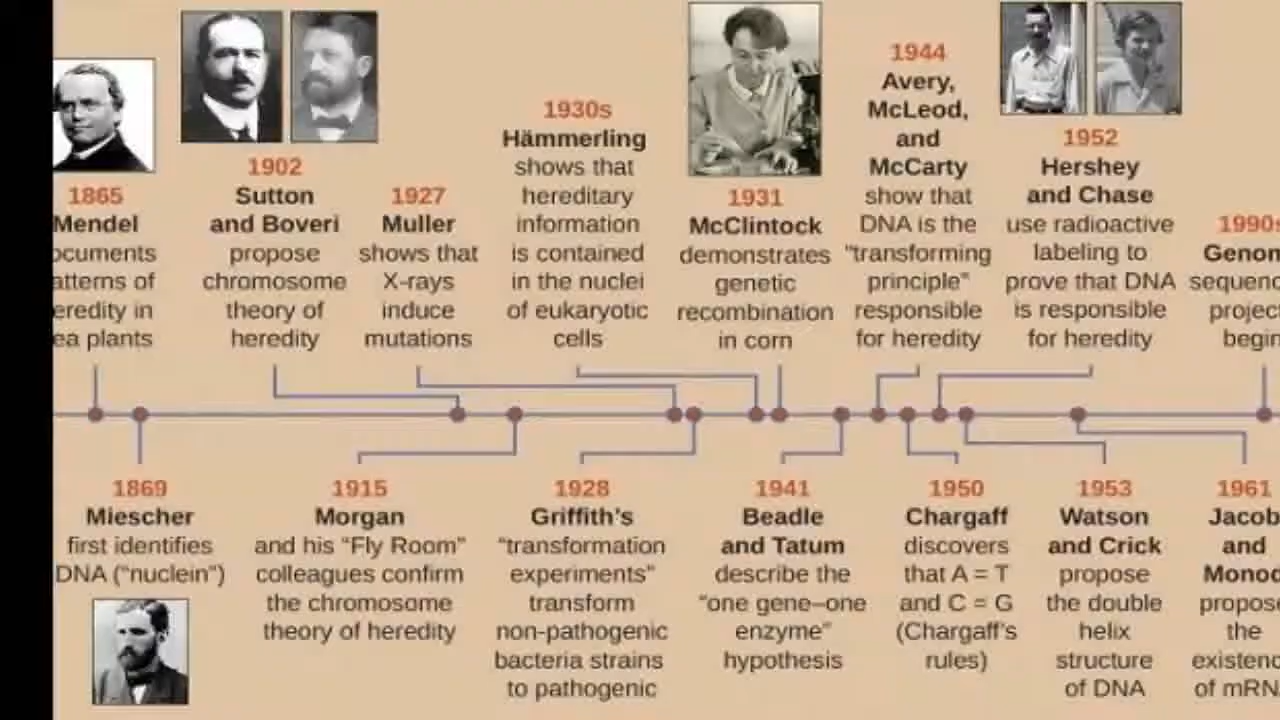 1865
Mendel
ocuments
atterns of
eredity in
ea plants
1902
Sutton
and Boveri
propose
chromosome
theory of
heredity
1927
Muller
shows that
X-rays
induce
mutations
1930s
Hämmerling
shows that
hereditary
information
is contained
in the nuclei
of eukaryotic
cells
1931
McClintock
demonstrates
genetic
recombination
in corn
1944
Avery,
McLeod,
and
McCarty
show that
DNA is the
"transforming
principle"
responsible
for heredity
1952
Hershey
and Chase
use radioactive
labeling to
prove that DNA
is responsible
for heredity
1990s
Genom
sequenc
projec
begin
1869
Miescher
first identifies
DNA ("nuclein")
1915
Morgan
and his "Fly Room"
colleagues confirm
the chromosome
theory of heredity
1928
Griffith's
"transformation
experiments"
transform
non-pathogenic
bacteria strains
to pathogenic
1941
Beadle
and Tatum
describe the
"one gene–one
enzyme"
hypothesis
1950
Chargaff
discovers
that A = T
and C = G
(Chargaff's
rules)
1953
Watson
and Crick
propose
the double
helix
structure
of DNA
1961
Jacob
and
Monod
propos
the
existenc
of mRN